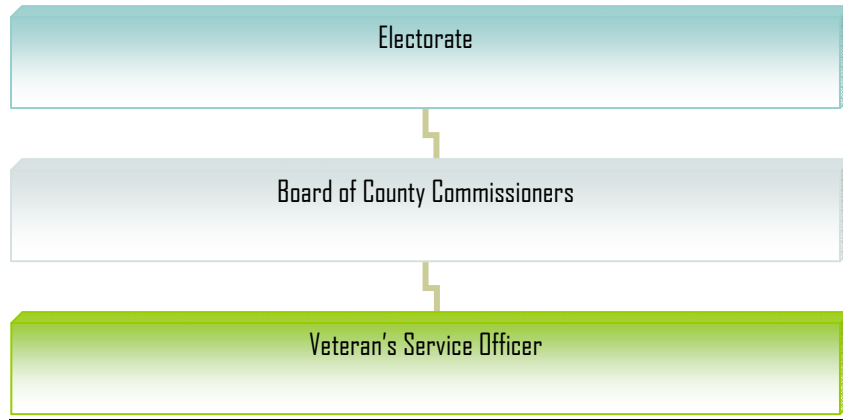 Electorate
Board of County Commissioners
Veteran's Service Officer